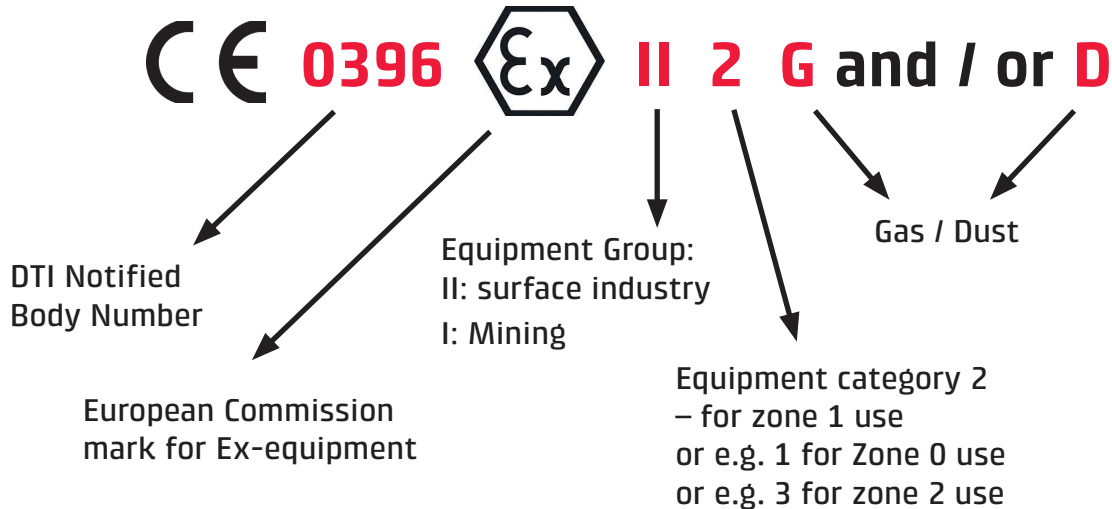 CE 0396 Ex II 2 G and / or D
Gas / Dust
Equipment Group:
II: surface industry
I: Mining
DTI Notified
Body Number
Equipment category 2
– for zone 1 use
or e.g. 1 for Zone 0 use
or e.g. 3 for zone 2 use
European Commission
mark for Ex-equipment